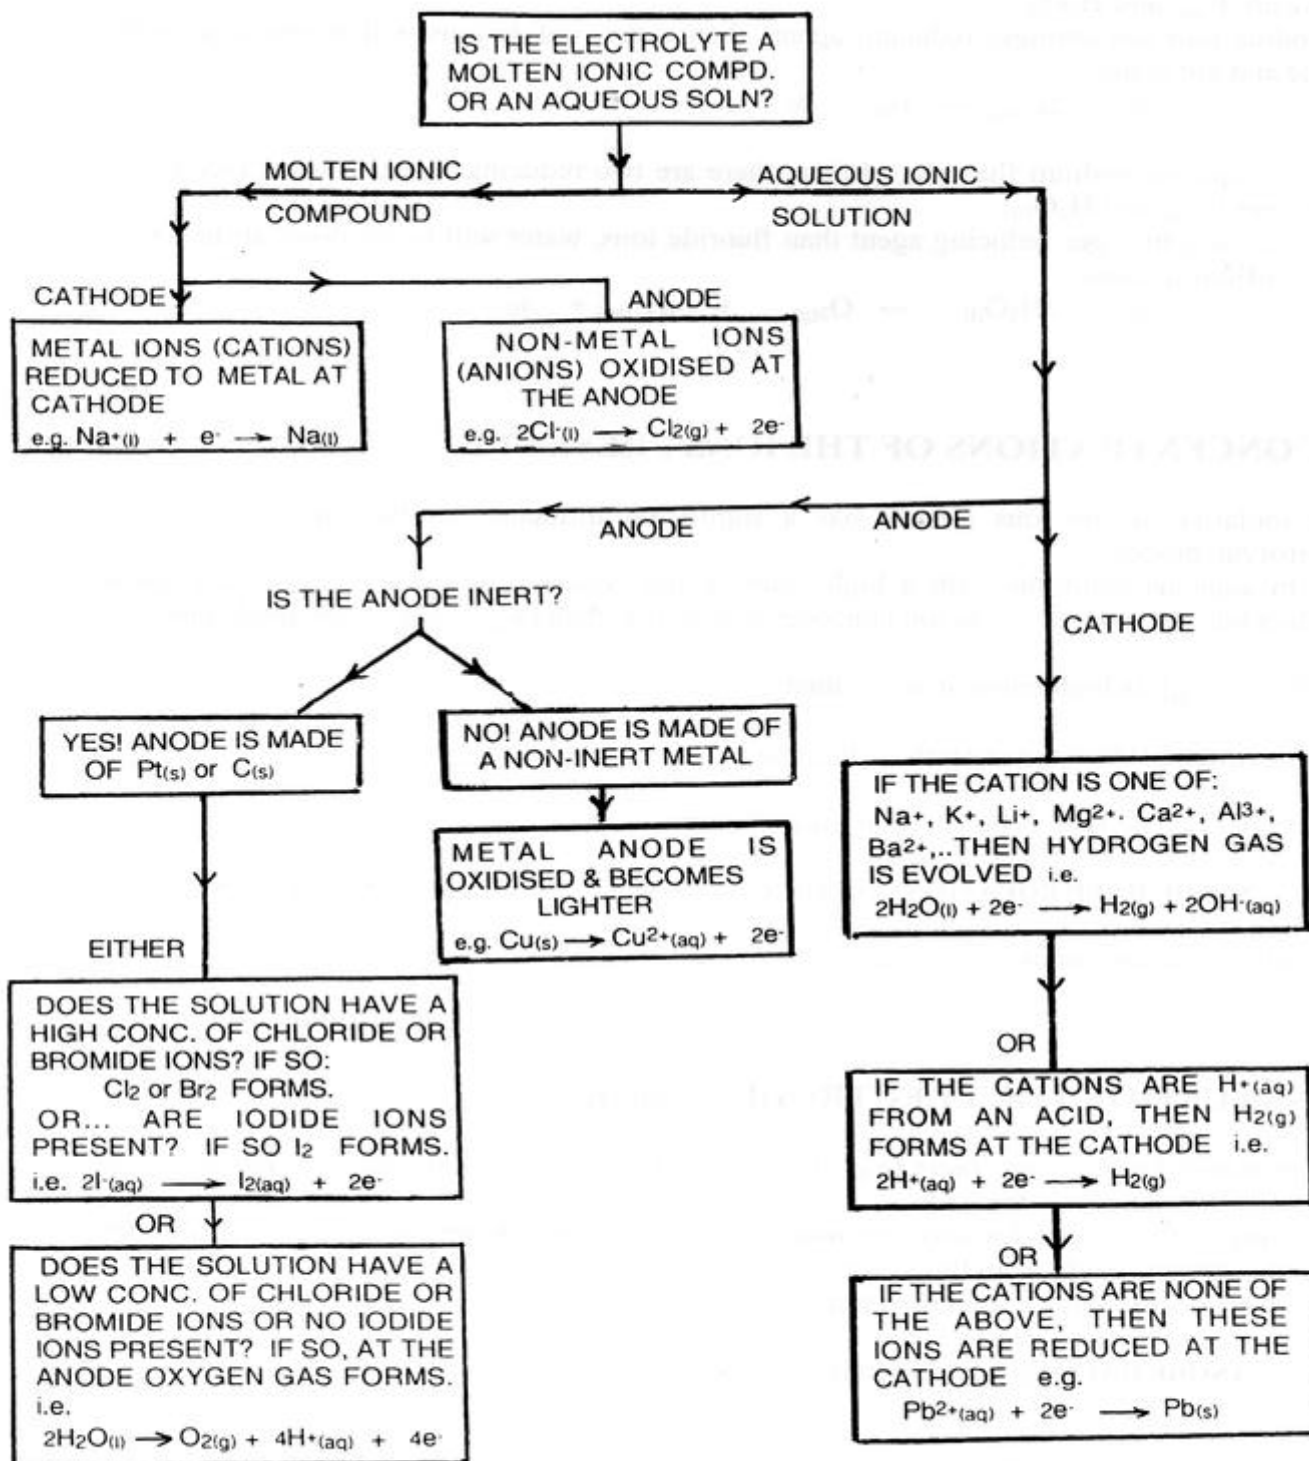 IS THE ELECTROLYTE A
MOLTEN IONIC COMPD.
OR AN AQUEOUS SOLN?
MOLTEN IONIC
COMPOUND
AQUEOUS IONIC
SOLUTION
CATHODE
ANODE
METAL IONS (CATIONS)
REDUCED TO METAL AT
CATHODE
e.g. Na+(l) + e- → Na(l)
NON-METAL IONS
(ANIONS) OXIDISED AT
THE ANODE
e.g. 2Cl-(l) → Cl2(g) + 2e-
ANODE
ANODE
IS THE ANODE INERT?
CATHODE
YES! ANODE IS MADE
OF Pt(s) or C(s)
NO! ANODE IS MADE OF
A NON-INERT METAL
METAL ANODE IS
OXIDISED & BECOMES
LIGHTER
e.g. Cu(s) → Cu2+(aq) + 2e-
IF THE CATION IS ONE OF:
Na+, K+, Li+, Mg2+. Ca2+, Al3+,
Ba2+,..THEN HYDROGEN GAS
IS EVOLVED i.e.
2H2O(l) + 2e- → H2(g) + 2OH-(aq)
EITHER
DOES THE SOLUTION HAVE A
HIGH CONC. OF CHLORIDE OR
BROMIDE IONS? IF SO:
Cl2 or Br2 FORMS.
OR... ARE IODIDE IONS
PRESENT? IF SO I2 FORMS.
i.e. 2I-(aq) → I2(aq) + 2e-
OR
DOES THE SOLUTION HAVE A
LOW CONC. OF CHLORIDE OR
BROMIDE IONS OR NO IODIDE
IONS PRESENT? IF SO, AT THE
ANODE OXYGEN GAS FORMS.
i.e.
2H2O(l) → O2(g) + 4H+(aq) + 4e-
OR
IF THE CATIONS ARE H+(aq)
FROM AN ACID, THEN H2(g)
FORMS AT THE CATHODE i.e.
2H+(aq) + 2e- → H2(g)
OR
IF THE CATIONS ARE NONE OF
THE ABOVE, THEN THESE
IONS ARE REDUCED AT THE
CATHODE e.g.
Pb2+(aq) + 2e- → Pb(s)